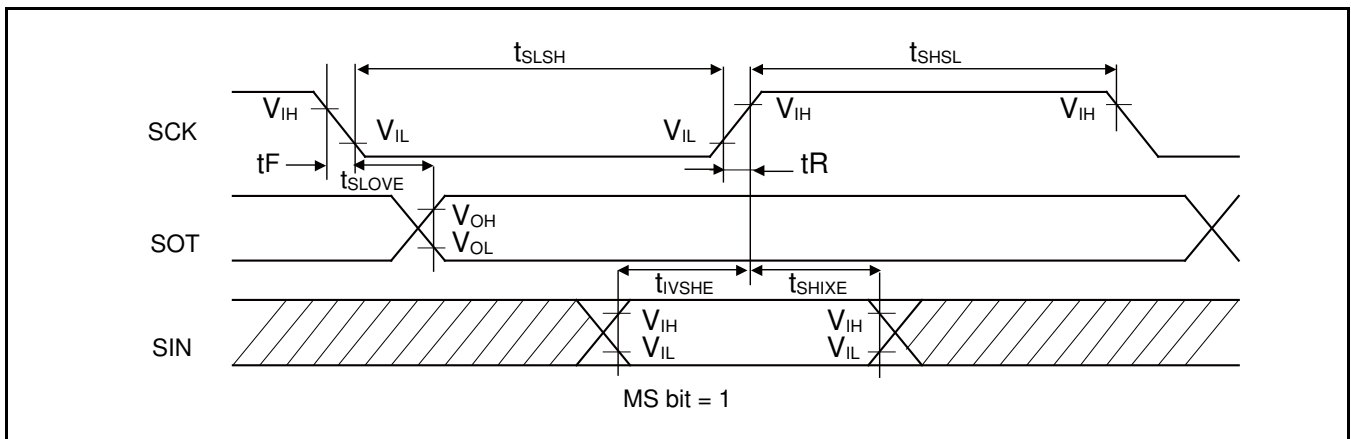 tSLSH
tSHSL
SCK
VIH
VIL
VIL
VIH
VIH
tF
tSLOVE
tR
SOT
VOH
VOL
tIVSHE
tSHIXE
SIN
VIH
VIL
VIH
VIL
MS bit = 1